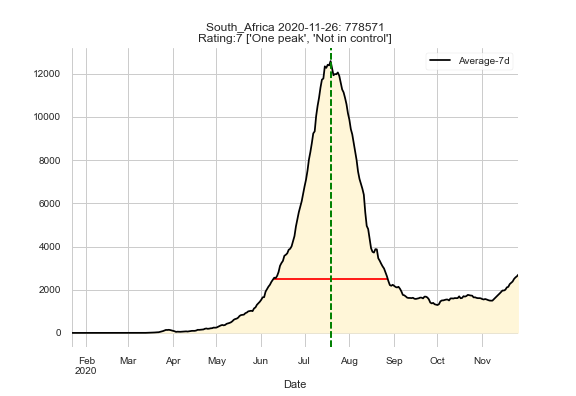 South_Africa 2020-11-26: 778571
Rating:7 ['One peak', 'Not in control']
Average-7d
12000
10000
8000
6000
4000
2000
0
Feb Mar Apr May Jun Jul Aug Sep Oct Nov
2020
Date